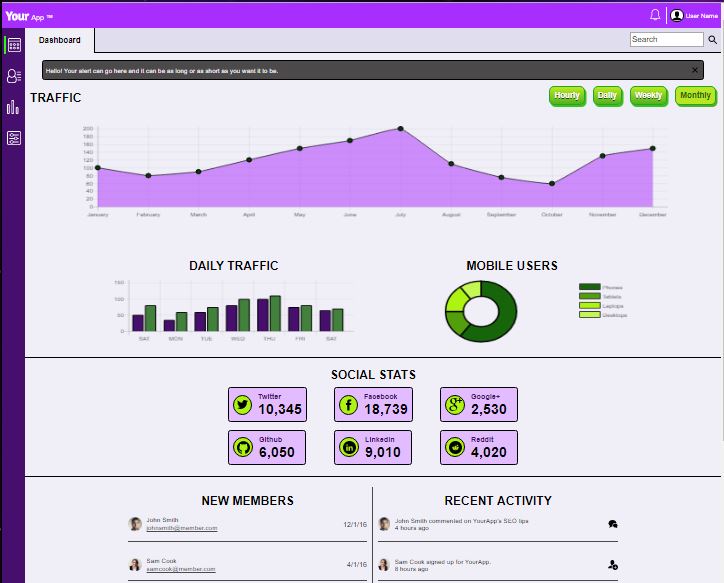 Your App ™
User Name
Dashboard
Search
Hello! Your alert can go here and it can be as long or as short as you want it to be.
×
TRAFFIC
Hourly Daily Weekly Monthly
200
180
160
140
120
100
80
60
40
20
0
January February March April May June July August September October November December
DAILY TRAFFIC
150
100
50
0
SAT MON TUE WED THU FRI SAT
MOBILE USERS
Phones
Tablets
Laptops
Desktops
SOCIAL STATS
Twitter
10,345
Facebook
18,739
Google+
2,530
Github
6,050
LinkedIn
9,010
Reddit
4,020
NEW MEMBERS
John Smith
johnsmith@member.com
12/1/16
Sam Cook
samcook@member.com
4/1/16
RECENT ACTIVITY
John Smith commented on YourApp's SEO tips
4 hours ago
Sam Cook signed up for YourApp.
8 hours ago